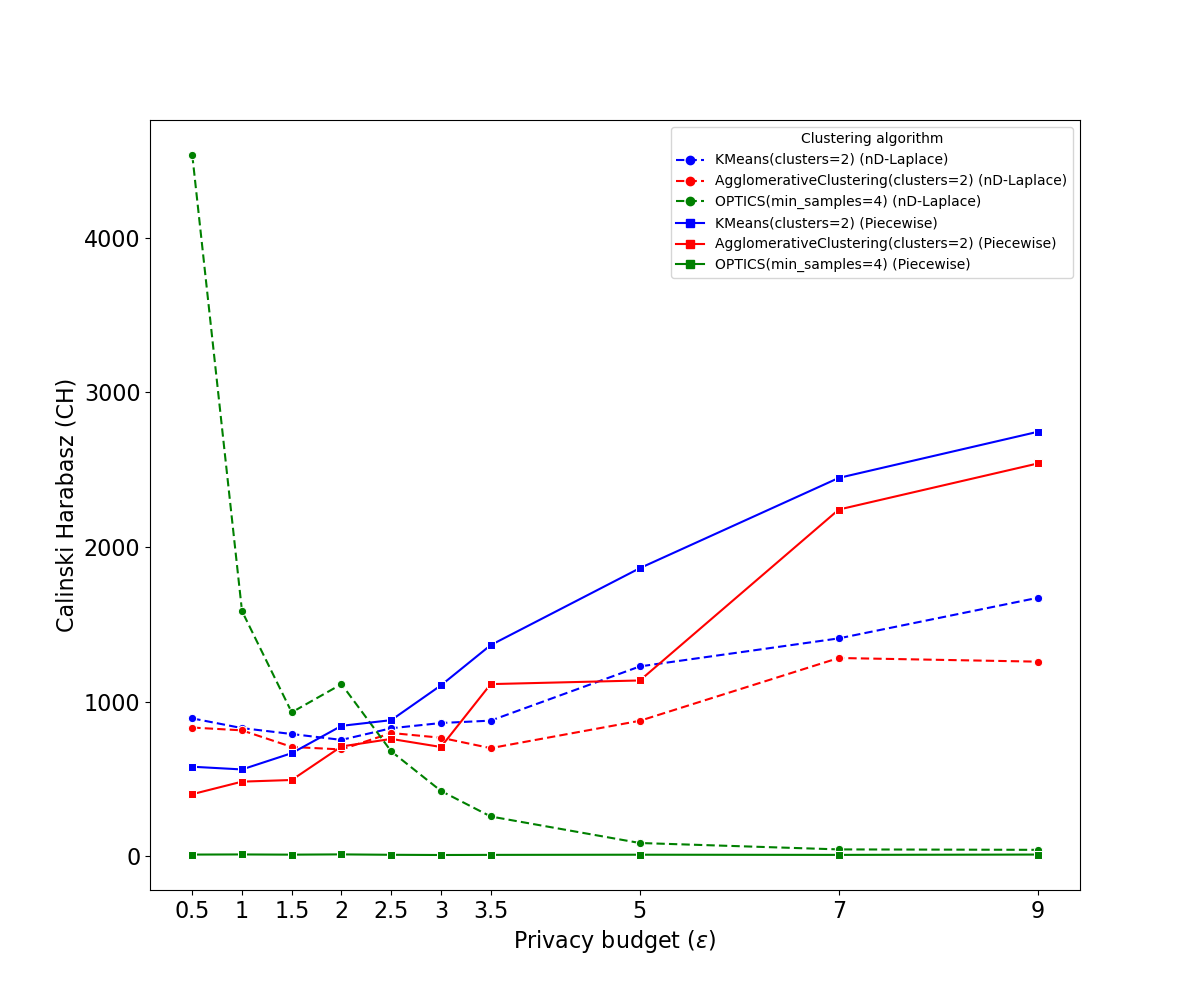 Clustering algorithm
KMeans(clusters=2) (nD-Laplace)
AgglomerativeClustering(clusters=2) (nD-Laplace)
OPTICS(min_samples=4) (nD-Laplace)
KMeans(clusters=2) (Piecewise)
AgglomerativeClustering(clusters=2) (Piecewise)
OPTICS(min_samples=4) (Piecewise)
Calinski Harabasz (CH)
4000
3000
2000
1000
0
0.5 1 1.5 2 2.5 3 3.5 5 7 9
Privacy budget (ε)